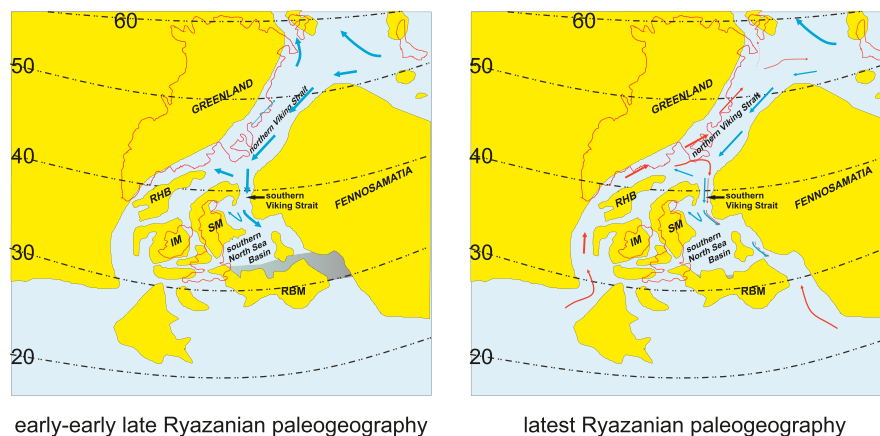 60
50
GREENLAND
northern Viking Strait
40
RHB
southern
Viking Strait
FENNOSAMATIA
SM
IM
southern
North Sea
Basin
30
RBM
20
early-early late Ryazanian paleogeography
60
50
GREENLAND
northern Viking Strait
40
RHB
southern
Viking Strait
FENNOSAMATIA
SM
IM
southern
North Sea
Basin
30
RBM
20
latest Ryazanian paleogeography